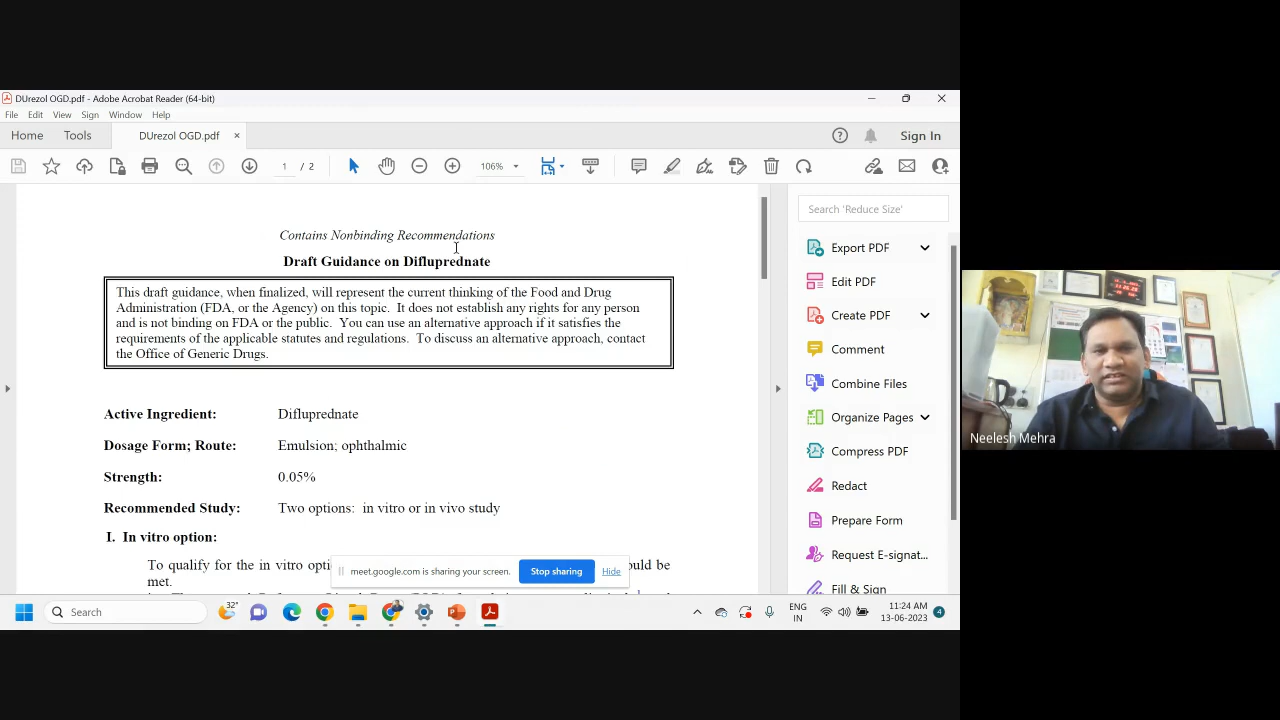 DUrezol OGD.pdf - Adobe Acrobat Reader (64-bit)
File Edit View Sign Window Help
Home Tools DUrezol OGD.pdf × Sign In
1 / 2 106%
Contains Nonbinding Recommendations
Draft Guidance on Difluprednate
This draft guidance, when finalized, will represent the current thinking of the Food and Drug
Administration (FDA, or the Agency) on this topic. It does not establish any rights for any person
and is not binding on FDA or the public. You can use an alternative approach if it satisfies the
requirements of the applicable statutes and regulations. To discuss an alternative approach, contact
the Office of Generic Drugs.
Active Ingredient: Difluprednate
Dosage Form; Route: Emulsion; ophthalmic
Strength: 0.05%
Recommended Study: Two options: in vitro or in vivo study
I. In vitro option:
To qualify for the in vitro opti
ould be
met.
meet.google.com is sharing your screen. Stop sharing Hide
Search 'Reduce Size'
Export PDF
Edit PDF
Create PDF
Comment
Combine Files
Organize Pages
Compress PDF
Redact
Prepare Form
Request E-signat...
Fill & Sign
Neelesh Mehra
Search
32°
ENG
IN
11:24 AM
13-06-2023
4